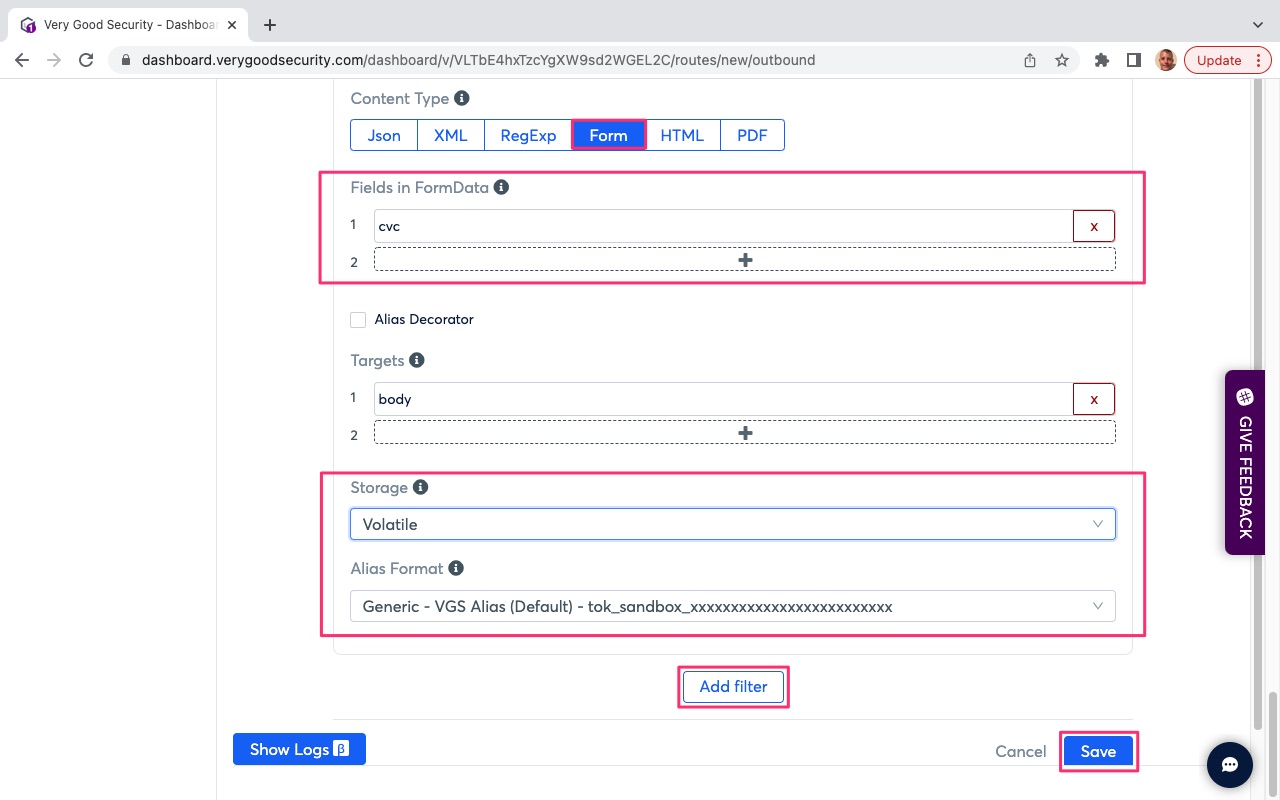 Very Good Security - Dashboa
dashboard.verygoodsecurity.com/dashboard/v/VLTbE4hxTzcYgXW9sd2WGEL2C/routes/new/outbound
Update
Content Type
Json XML RegExp Form HTML PDF
Fields in FormData
1 cvc x
2
Alias Decorator
Targets
1 body x
2
Storage
Volatile
Alias Format
Generic - VGS Alias (Default) - tok_sandbox_xxxxxxxxxxxxxxxxxxxxxxxxx
Add filter
Show Logs β
Cancel Save
GIVE FEEDBACK